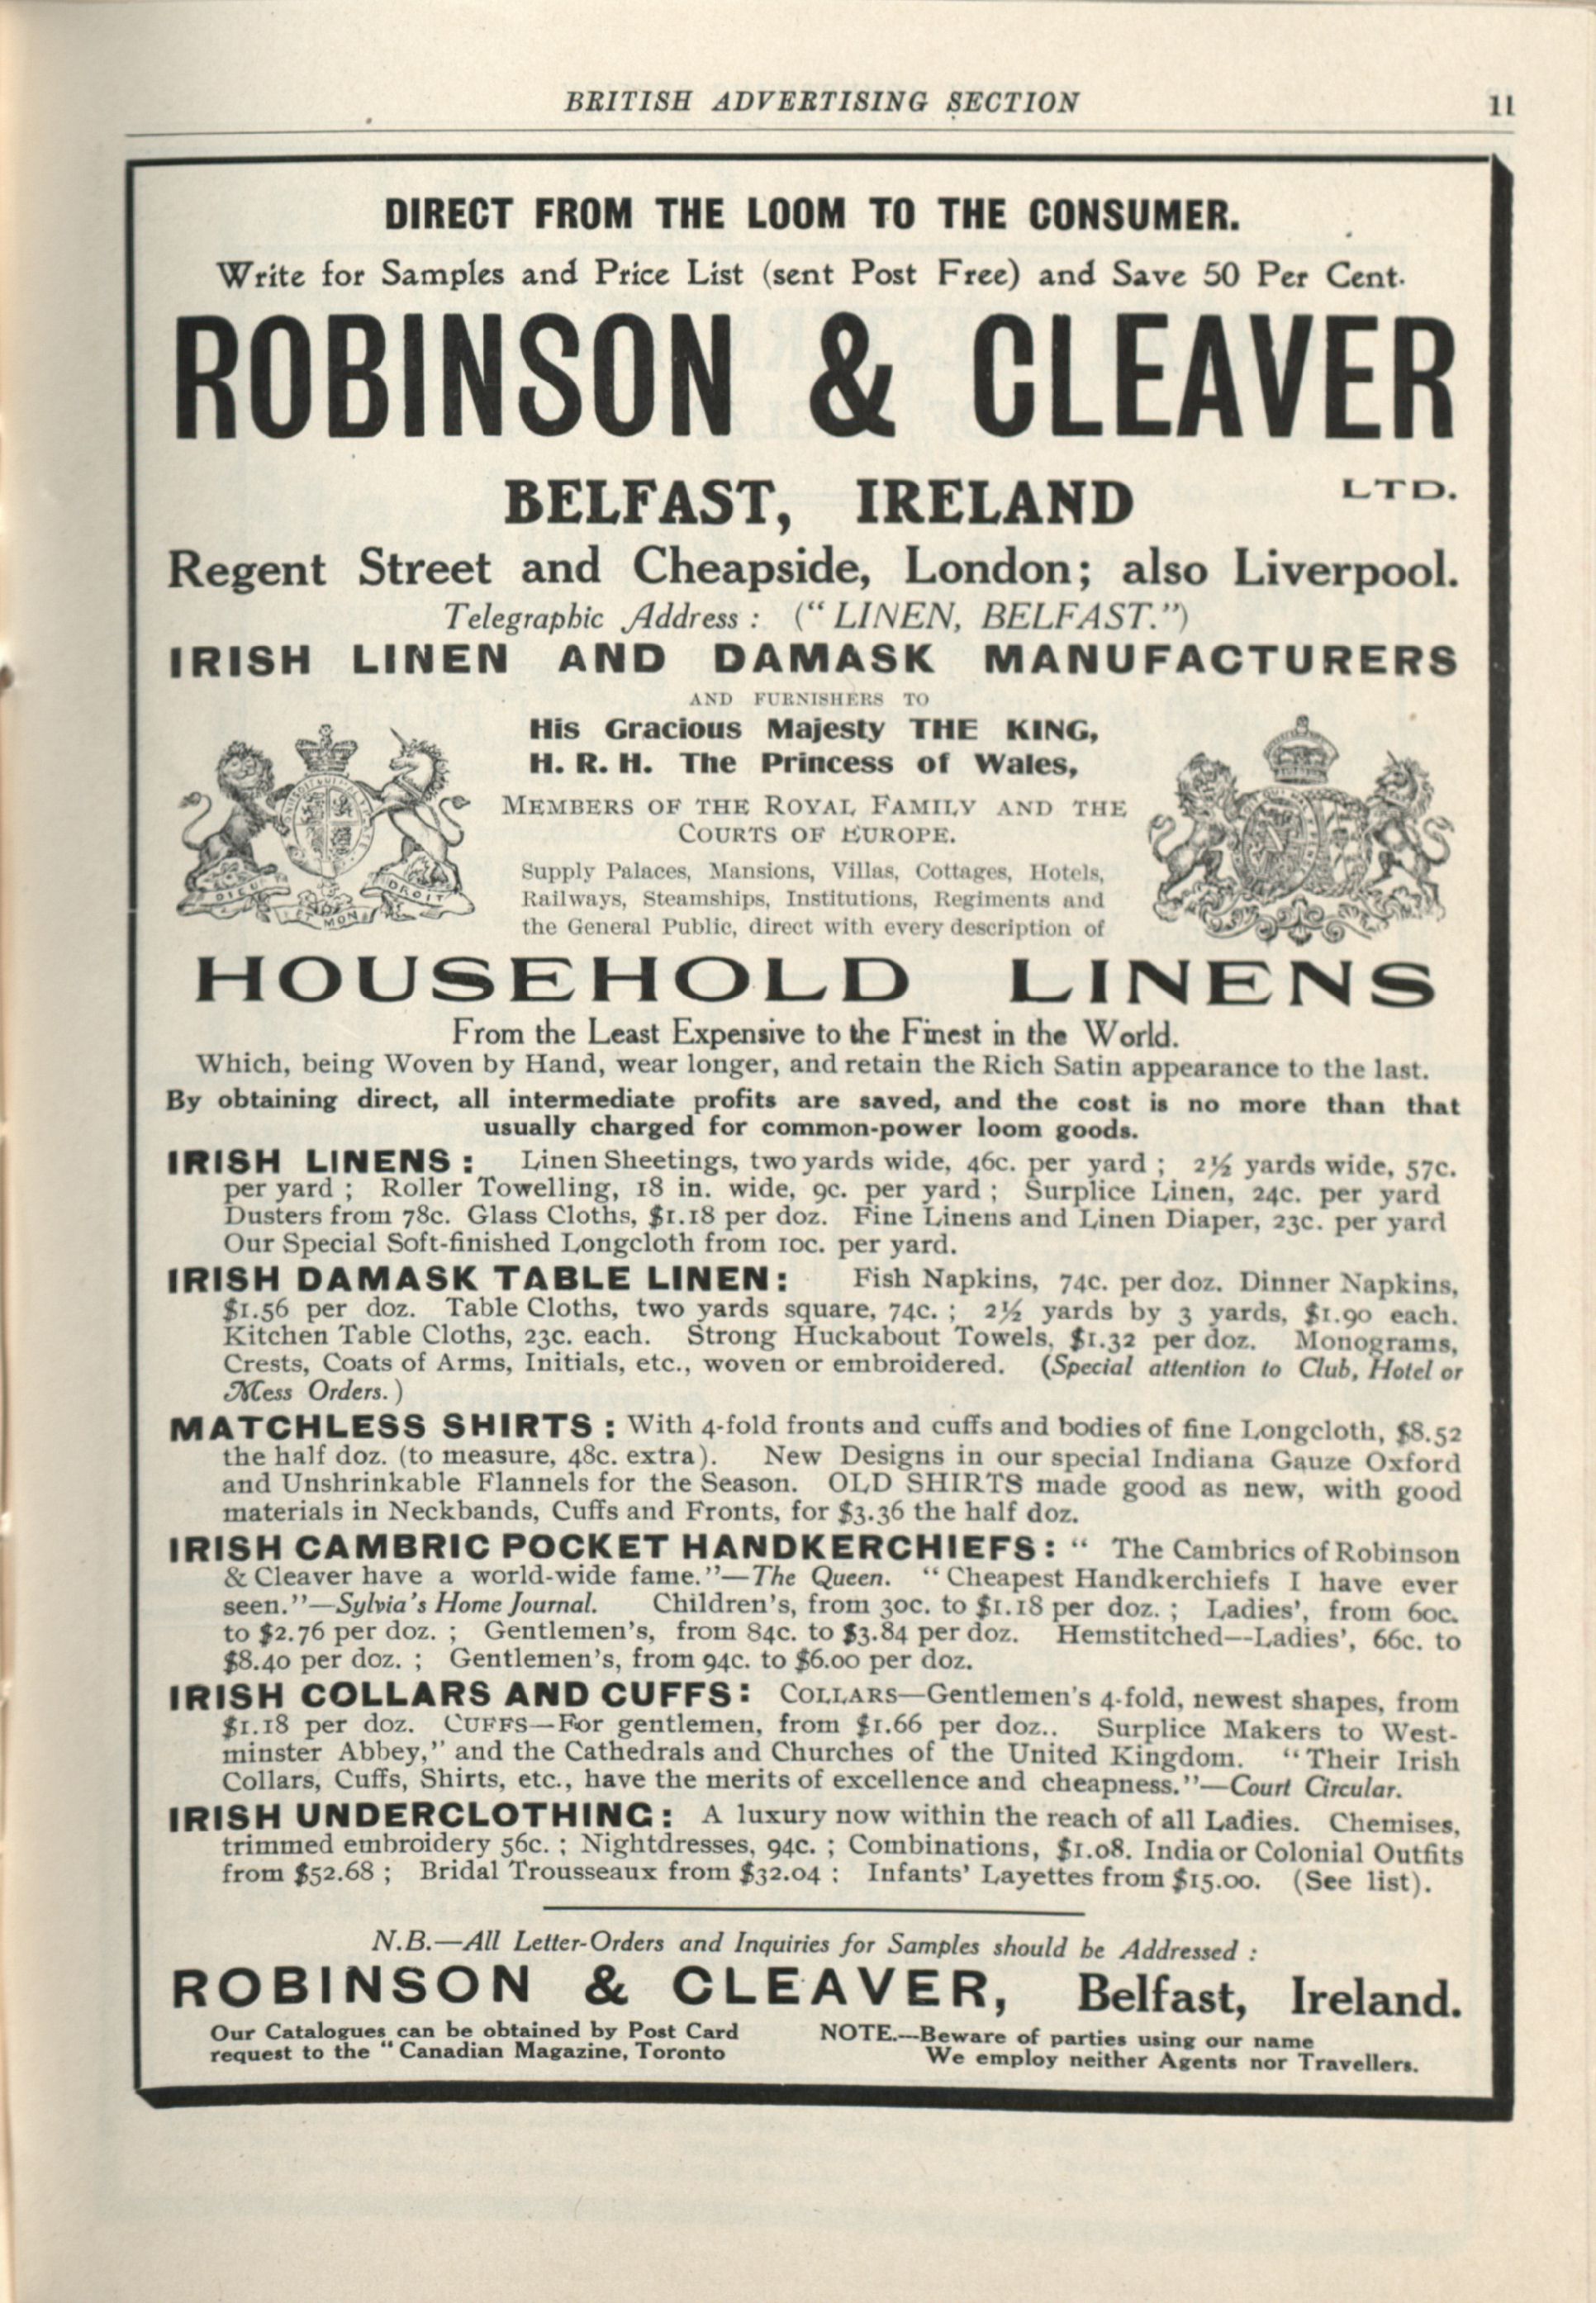 BRITISH ADVERTISING SECTION 11
DIRECT FROM THE LOOM TO THE CONSUMER.
Write for Samples and Price List (sent Post Free) and Save 50 Per Cent.
ROBINSON & CLEAVER
BELFAST, IRELAND LTD.
Regent Street and Cheapside, London; also Liverpool.
Telegraphic Address : (“ LINEN, BELFAST.”)
IRISH LINEN AND DAMASK MANUFACTURERS
AND FURNISHERS TO
His Gracious Majesty THE KING,
H. R. H. The Princess of Wales,
MEMBERS OF THE ROYAL FAMILY AND THE
COURTS OF EUROPE.
Supply Palaces, Mansions, Villas, Cottages, Hotels,
Railways, Steamships, Institutions, Regiments and
the General Public, direct with every description of
DIEU ET MON DROIT
HOUSEHOLD LINENS
From the Least Expensive to the Finest in the World.
Which, being Woven by Hand, wear longer, and retain the Rich Satin appearance to the last.
By obtaining direct, all intermediate profits are saved, and the cost is no more than that
usually charged for common-power loom goods.
IRISH LINENS : Linen Sheetings, two yards wide, 46c. per yard ; 2½ yards wide, 57c.
per yard ; Roller Towelling, 18 in. wide, 9c. per yard ; Surplice Linen, 24c. per yard
Dusters from 78c. Glass Cloths, $1.18 per doz. Fine Linens and Linen Diaper, 23c. per yard
Our Special Soft-finished Longcloth from 10c. per yard.
IRISH DAMASK TABLE LINEN : Fish Napkins, 74c. per doz. Dinner Napkins,
$1.56 per doz. Table Cloths, two yards square, 74c. ; 2½ yards by 3 yards, $1.90 each.
Kitchen Table Cloths, 23c. each. Strong Huckabout Towels, $1.32 per doz. Monograms,
Crests, Coats of Arms, Initials, etc., woven or embroidered. (Special attention to Club, Hotel or
Mess Orders.)
MATCHLESS SHIRTS : With 4-fold fronts and cuffs and bodies of fine Longcloth, $8.52
the half doz. (to measure, 48c. extra). New Designs in our special Indiana Gauze Oxford
and Unshrinkable Flannels for the Season. OLD SHIRTS made good as new, with good
materials in Neckbands, Cuffs and Fronts, for $3.36 the half doz.
IRISH CAMBRIC POCKET HANDKERCHIEFS : “ The Cambrics of Robinson
& Cleaver have a world-wide fame.”—The Queen. “ Cheapest Handkerchiefs I have ever
seen.”—Sylvia's Home Journal. Children's, from 30c. to $1.18 per doz. ; Ladies', from 60c.
to $2.76 per doz. ; Gentlemen's, from 84c. to $3.84 per doz. Hemstitched—Ladies', 66c. to
$8.40 per doz. ; Gentlemen's, from 94c. to $6.00 per doz.
IRISH COLLARS AND CUFFS : COLLARS—Gentlemen's 4-fold, newest shapes, from
$1.18 per doz. CUFFS—For gentlemen, from $1.66 per doz.. Surplice Makers to West-
minster Abbey,” and the Cathedrals and Churches of the United Kingdom. “Their Irish
Collars, Cuffs, Shirts, etc., have the merits of excellence and cheapness.”—Court Circular.
IRISH UNDERCLOTHING : A luxury now within the reach of all Ladies. Chemises,
trimmed embroidery 56c. ; Nightdresses, 94c. ; Combinations, $1.08. India or Colonial Outfits
from $52.68 ; Bridal Trousseaux from $32.04 : Infants' Layettes from $15.00. (See list).
N.B.—All Letter-Orders and Inquiries for Samples should be Addressed :
ROBINSON & CLEAVER, Belfast, Ireland.
Our Catalogues can be obtained by Post Card
request to the “ Canadian Magazine, Toronto
NOTE.—Beware of parties using our name
We employ neither Agents nor Travellers.